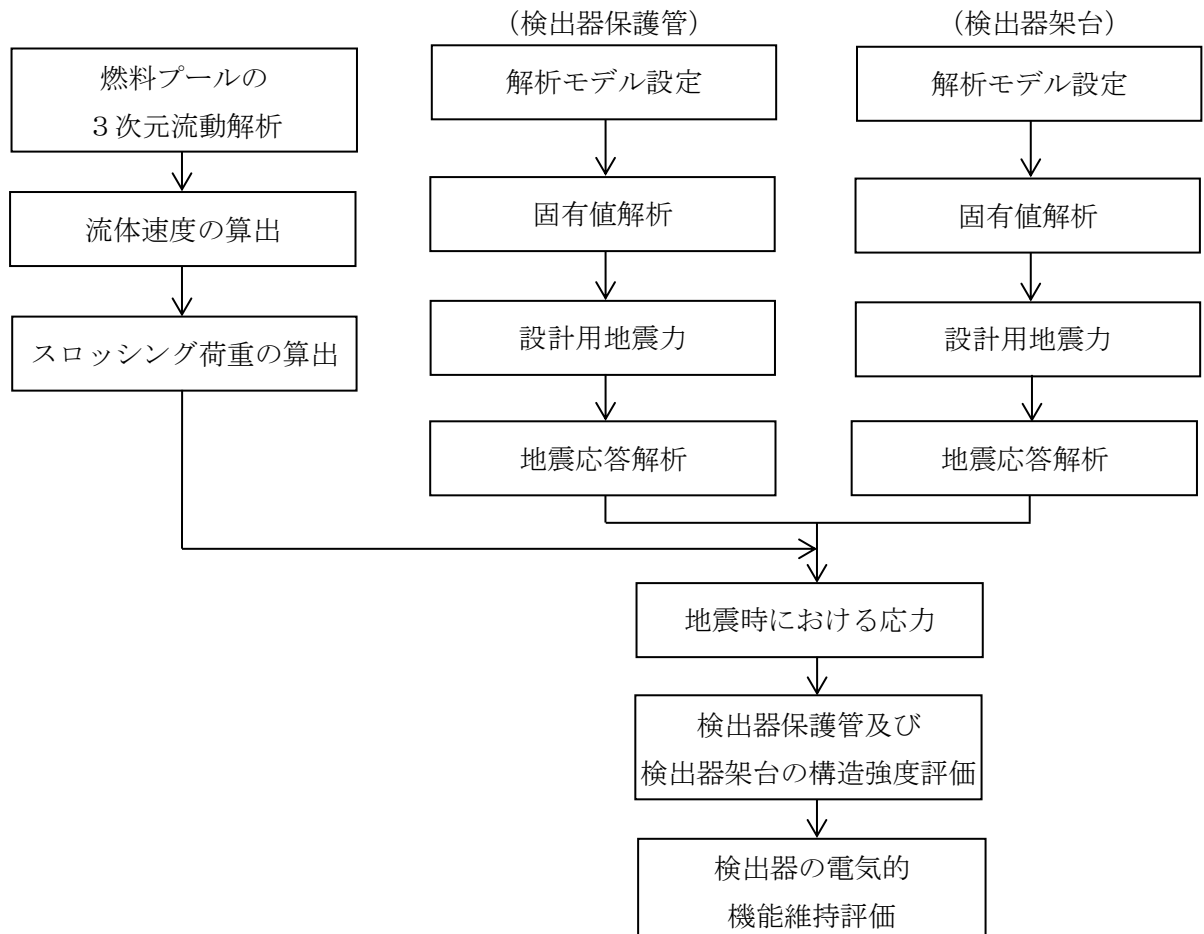 燃料プールの
３次元流動解析
流体速度の算出
スロッシング荷重の算出
（検出器保護管）
解析モデル設定
固有値解析
設計用地震力
地震応答解析
（検出器架台）
解析モデル設定
固有値解析
設計用地震力
地震応答解析
地震時における応力
検出器保護管及び
検出器架台の構造強度評価
検出器の電気的
機能維持評価